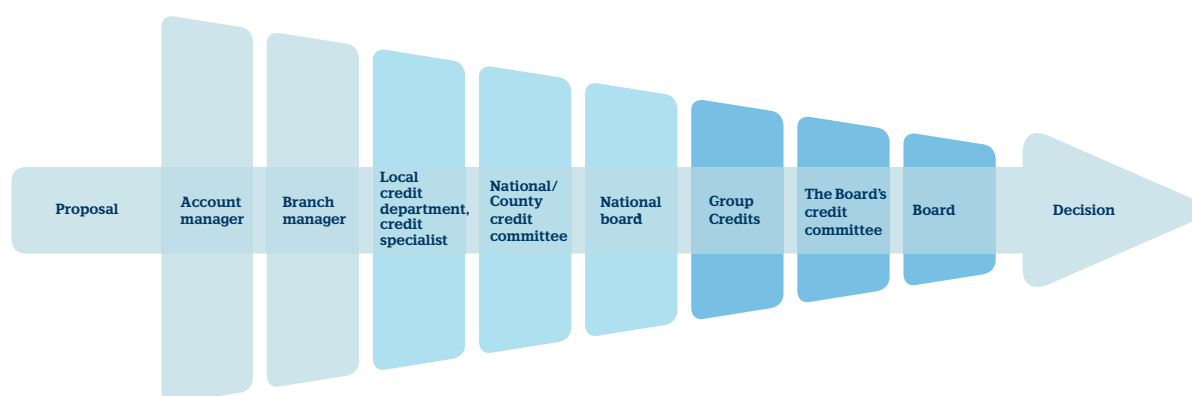 Proposal
Account
manager
Branch
manager
Local
credit
department,
credit
specialist
National/
County
credit
committee
National
board
Group
Credits
The Board's
credit
committee
Board
Decision